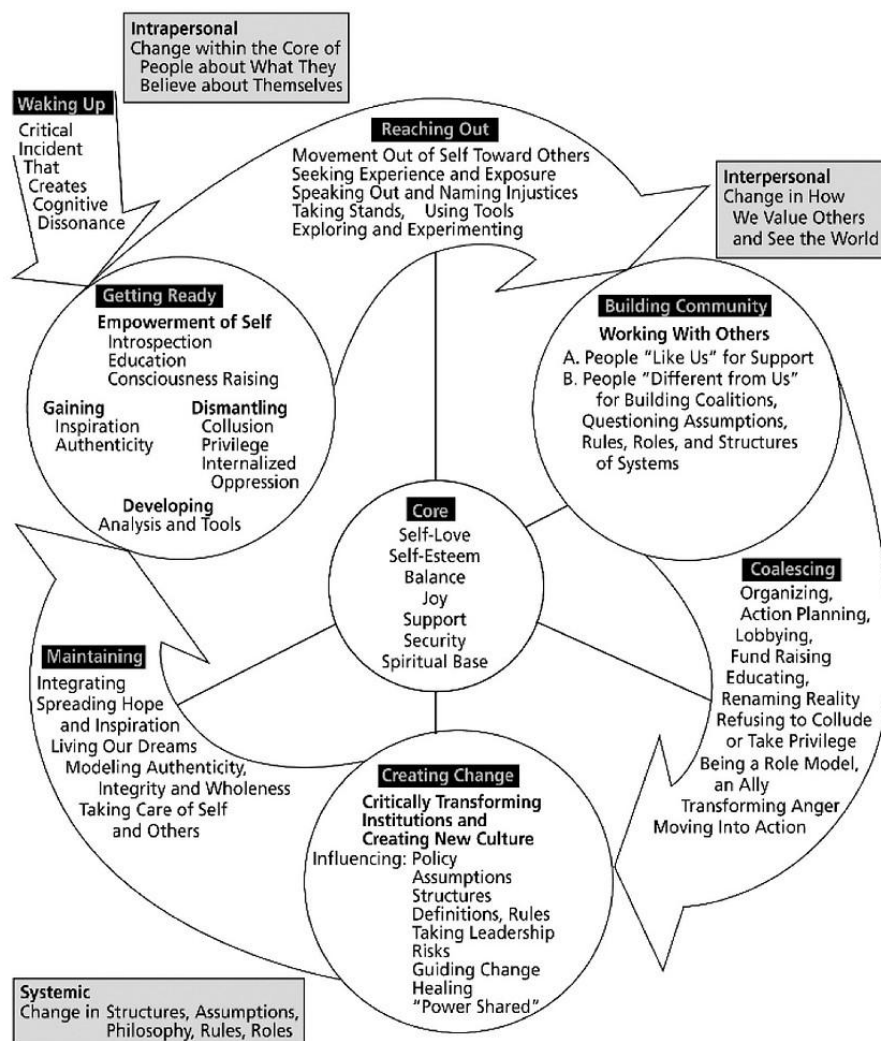 Intrapersonal
Change within the Core of
People about What They
Believe about Themselves
Waking Up
Critical
Incident
That
Creates
Cognitive
Dissonance
Reaching Out
Movement Out of Self Toward Others
Seeking Experience and Exposure
Speaking Out and Naming Injustices
Taking Stands, Using Tools
Exploring and Experimenting
Interpersonal
Change in How
We Value Others
and See the World
Getting Ready
Empowerment of Self
Introspection
Education
Consciousness Raising
Gaining
Inspiration
Authenticity
Dismantling
Collusion
Privilege
Internalized
Oppression
Developing
Analysis and Tools
Building Community
Working With Others
A. People “Like Us” for Support
B. People “Different from Us”
for Building Coalitions,
Questioning Assumptions,
Rules, Roles, and Structures
of Systems
Core
Self-Love
Self-Esteem
Balance
Joy
Support
Security
Spiritual Base
Coalescing
Organizing,
Action Planning,
Lobbying,
Fund Raising
Educating,
Renaming Reality
Refusing to Collude
or Take Privilege
Being a Role Model,
an Ally
Transforming Anger
Moving Into Action
Maintaining
Integrating
Spreading Hope
and Inspiration
Living Our Dreams
Modeling Authenticity,
Integrity and Wholeness
Taking Care of Self
and Others
Creating Change
Critically Transforming
Institutions and
Creating New Culture
Influencing: Policy
Assumptions
Structures
Definitions, Rules
Taking Leadership
Risks
Guiding Change
Healing
“Power Shared”
Systemic
Change in Structures, Assumptions,
Philosophy, Rules, Roles